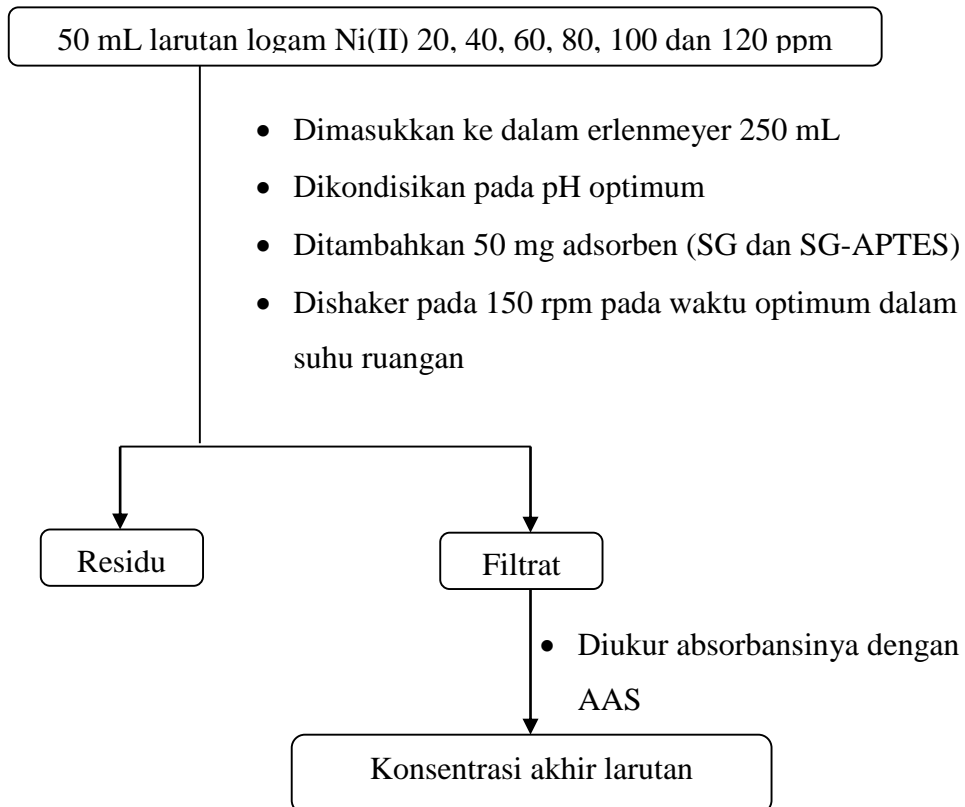 50 mL larutan logam Ni(II) 20, 40, 60, 80, 100 dan 120 ppm
• Dimasukkan ke dalam erlenmeyer 250 mL
• Dikondisikan pada pH optimum
• Ditambahkan 50 mg adsorben (SG dan SG-APTES)
• Dishaker pada 150 rpm pada waktu optimum dalam
suhu ruangan
Residu
Filtrat
• Diukur absorbansinya dengan
AAS
Konsentrasi akhir larutan